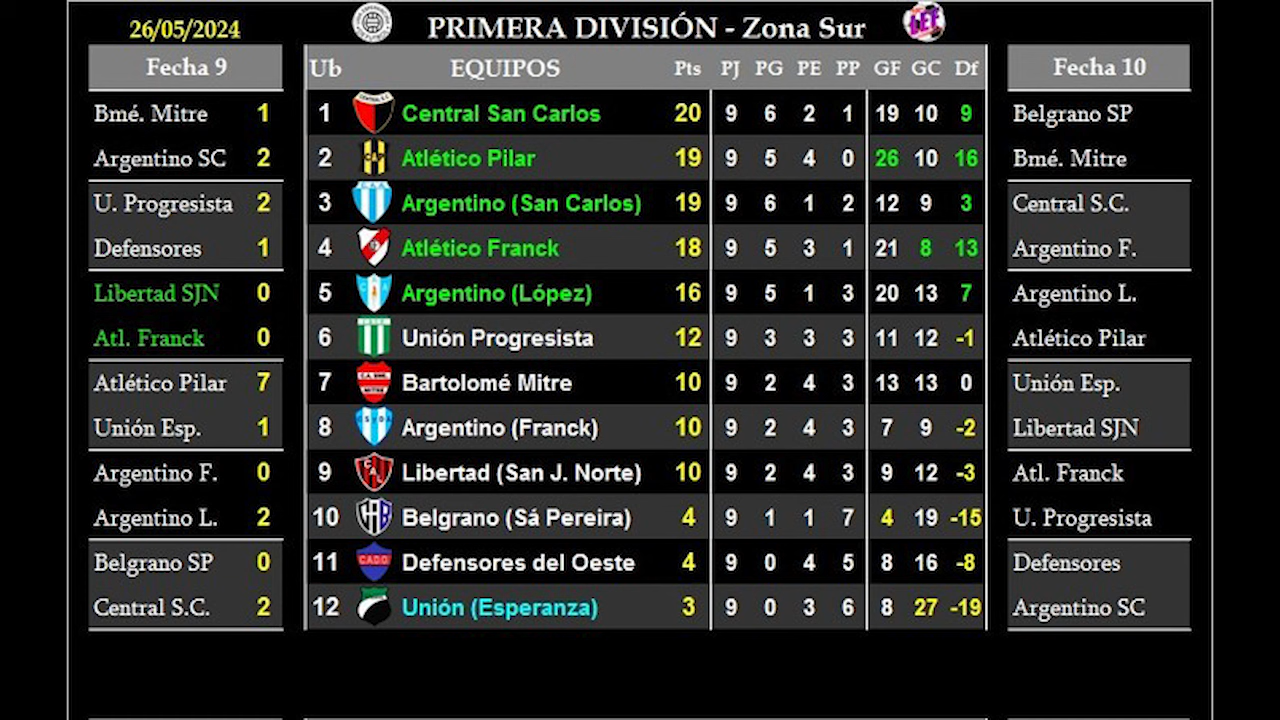 26/05/2024
PRIMERA DIVISIÓN - Zona Sur
LEF
Fecha 9
Bmé. Mitre 1
Argentino SC 2
U. Progresista 2
Defensores 1
Libertad SJN 0
Atl. Franck 0
Atlético Pilar 7
Unión Esp. 1
Argentino F. 0
Argentino L. 2
Belgrano SP 0
Central S.C. 2
Ub EQUIPOS Pts PJ PG PE PP GF GC Df
1 Central San Carlos 20 9 6 2 1 19 10 9
2 Atlético Pilar 19 9 5 4 0 26 10 16
3 Argentino (San Carlos) 19 9 6 1 2 12 9 3
4 Atlético Franck 18 9 5 3 1 21 8 13
5 Argentino (López) 16 9 5 1 3 20 13 7
6 Unión Progresista 12 9 3 3 3 11 12 -1
7 Bartolomé Mitre 10 9 2 4 3 13 13 0
8 Argentino (Franck) 10 9 2 4 3 7 9 -2
9 Libertad (San J. Norte) 10 9 2 4 3 9 12 -3
10 Belgrano (Sá Pereira) 4 9 1 1 7 4 19 -15
11 CADO Defensores del Oeste 4 9 0 4 5 8 16 -8
12 Unión (Esperanza) 3 9 0 3 6 8 27 -19
Fecha 10
Belgrano SP
Bmé. Mitre
Central S.C.
Argentino F.
Argentino L.
Atlético Pilar
Unión Esp.
Libertad SJN
Atl. Franck
U. Progresista
Defensores
Argentino SC